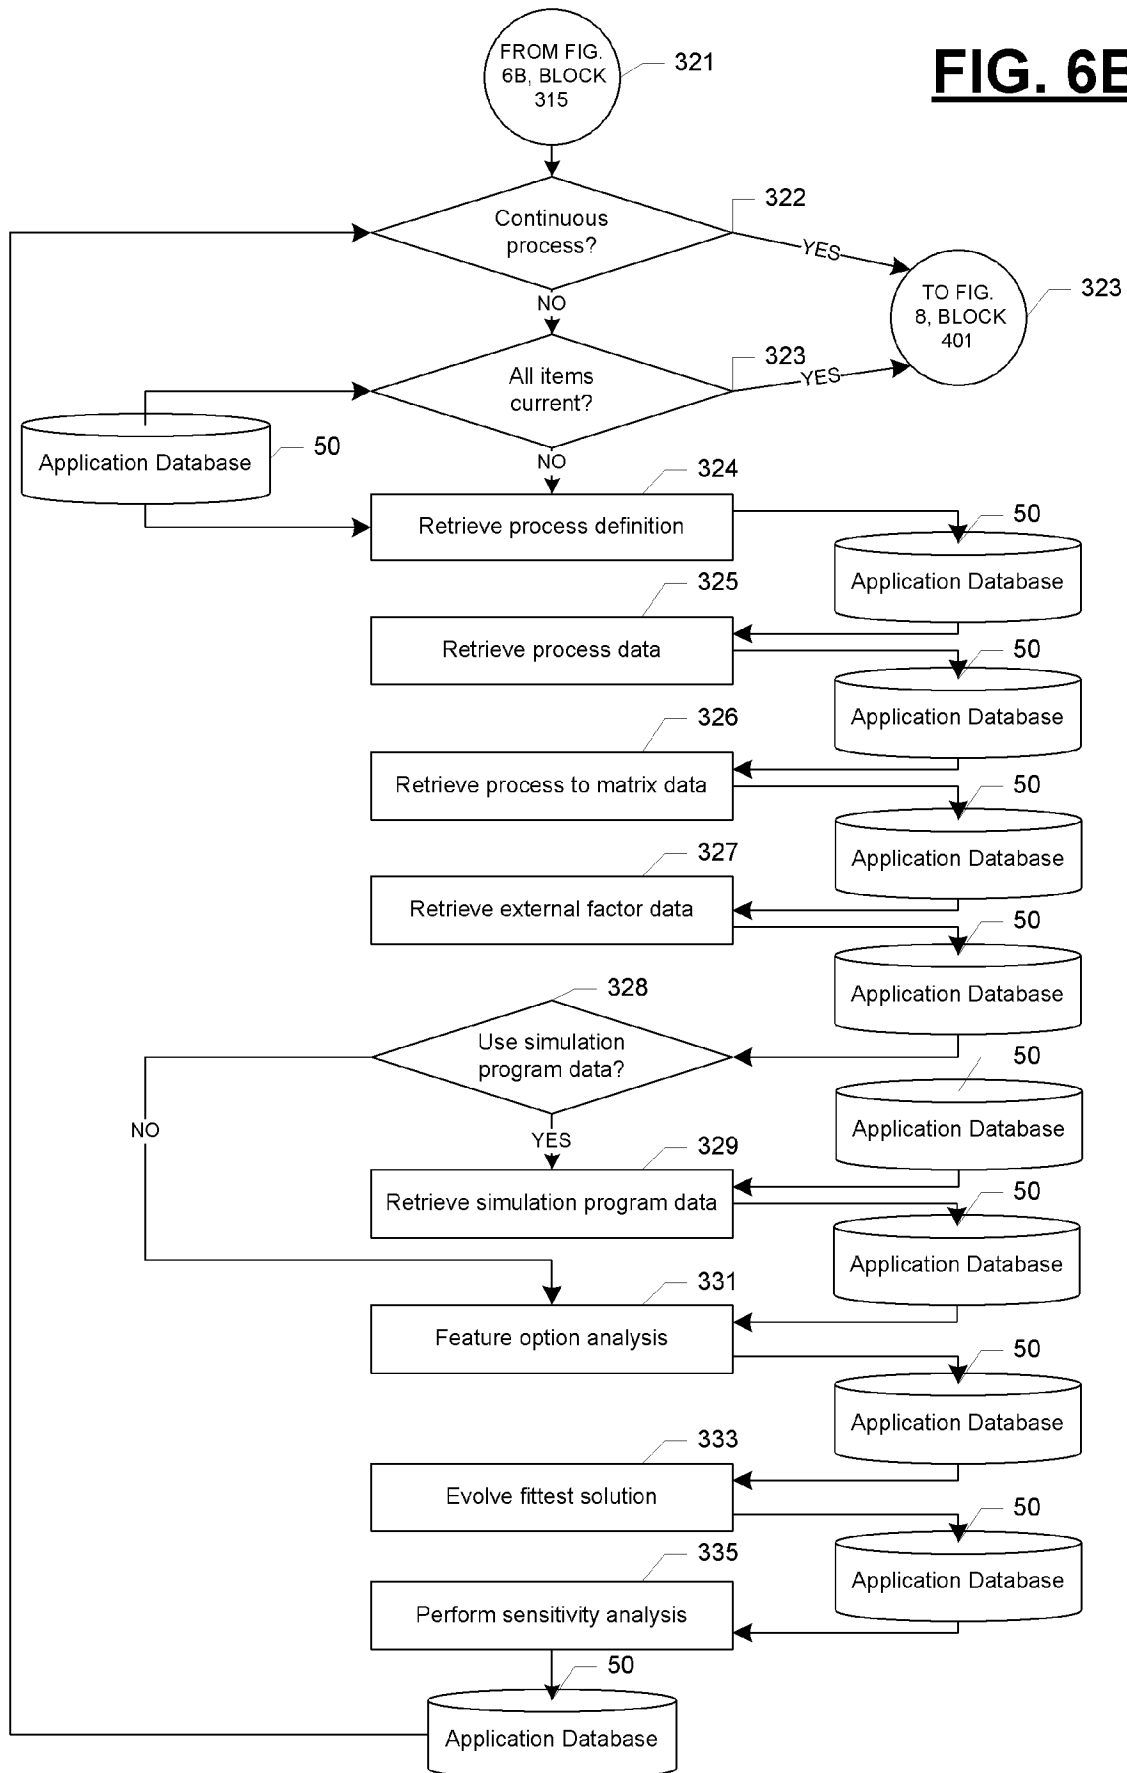 FROM FIG.
6B, BLOCK
315
321
FIG. 6B
Continuous
process?
322
YES
NO
TO FIG.
8, BLOCK
401
323
All items
current?
323
YES
NO
Application Database
50
324
Retrieve process definition
50
Application Database
325
Retrieve process data
50
Application Database
326
Retrieve process to matrix data
50
Application Database
327
Retrieve external factor data
50
Application Database
328
Use simulation
program data?
NO
YES
50
Application Database
329
Retrieve simulation program data
50
Application Database
331
Feature option analysis
50
Application Database
333
Evolve fittest solution
50
Application Database
335
Perform sensitivity analysis
50
Application Database